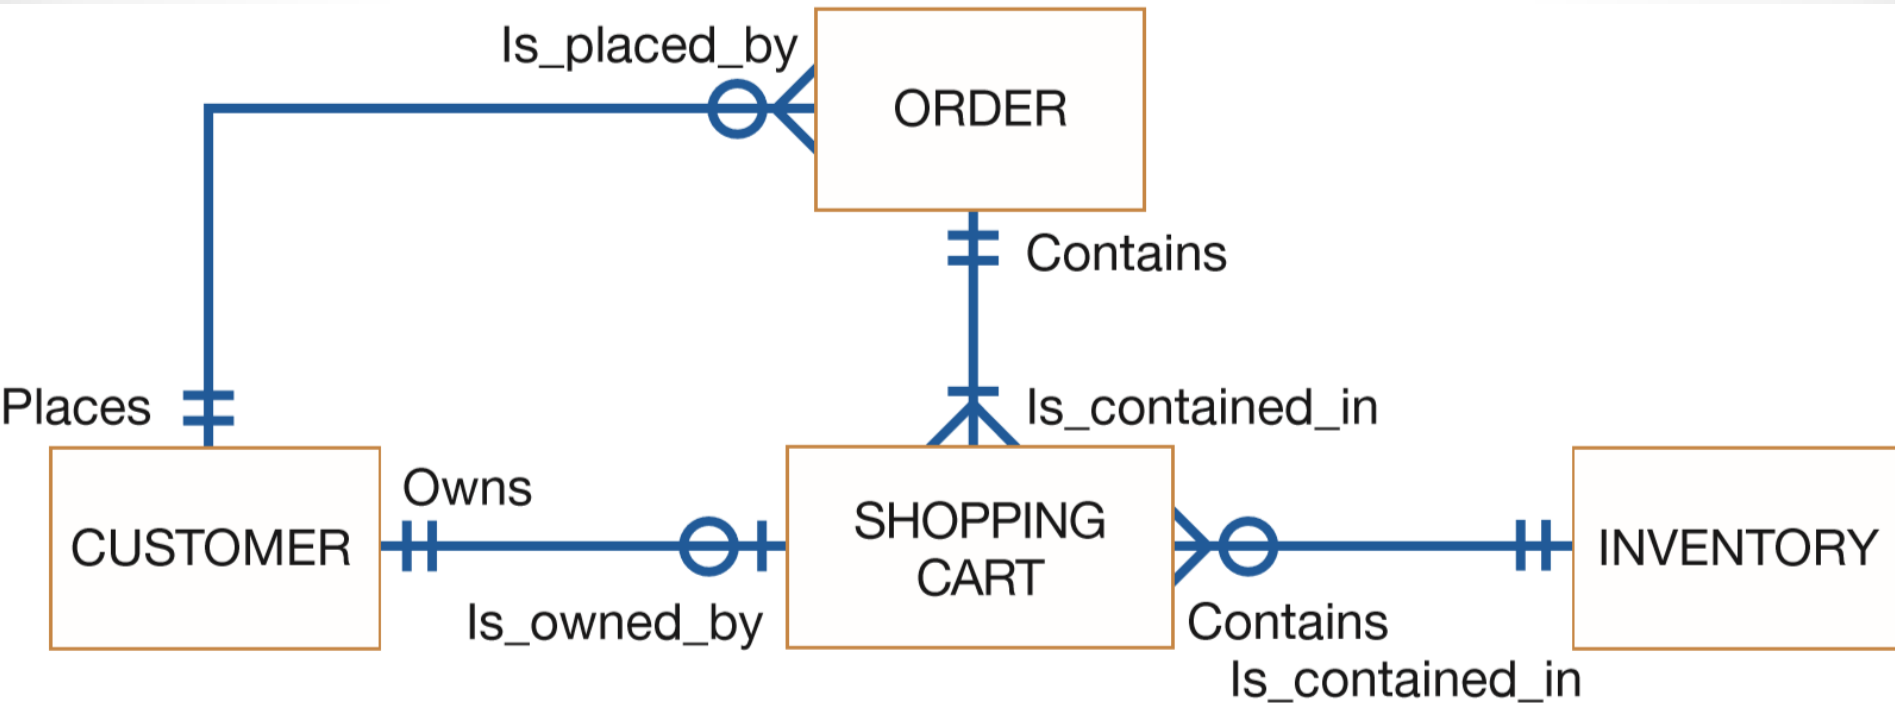 Is_placed_by
ORDER
Contains
Places
Is_contained_in
CUSTOMER
Owns
Is_owned_by
SHOPPING
CART
Contains
Is_contained_in
INVENTORY